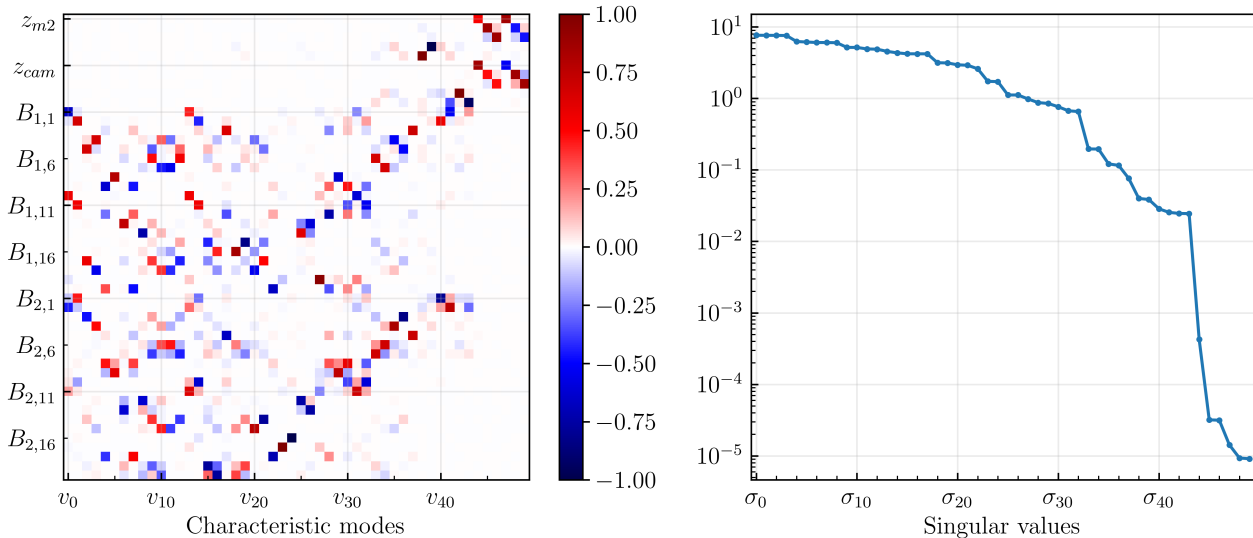 z_{m2}
z_{cam}
B_{1,1}
B_{1,6}
B_{1,11}
B_{1,16}
B_{2,1}
B_{2,6}
B_{2,11}
B_{2,16}
v_0 v_{10} v_{20} v_{30} v_{40}
Characteristic modes
1.00
0.75
0.50
0.25
0.00
−0.25
−0.50
−0.75
−1.00
10^1
10^0
10^{-1}
10^{-2}
10^{-3}
10^{-4}
10^{-5}
σ_0 σ_{10} σ_{20} σ_{30} σ_{40}
Singular values